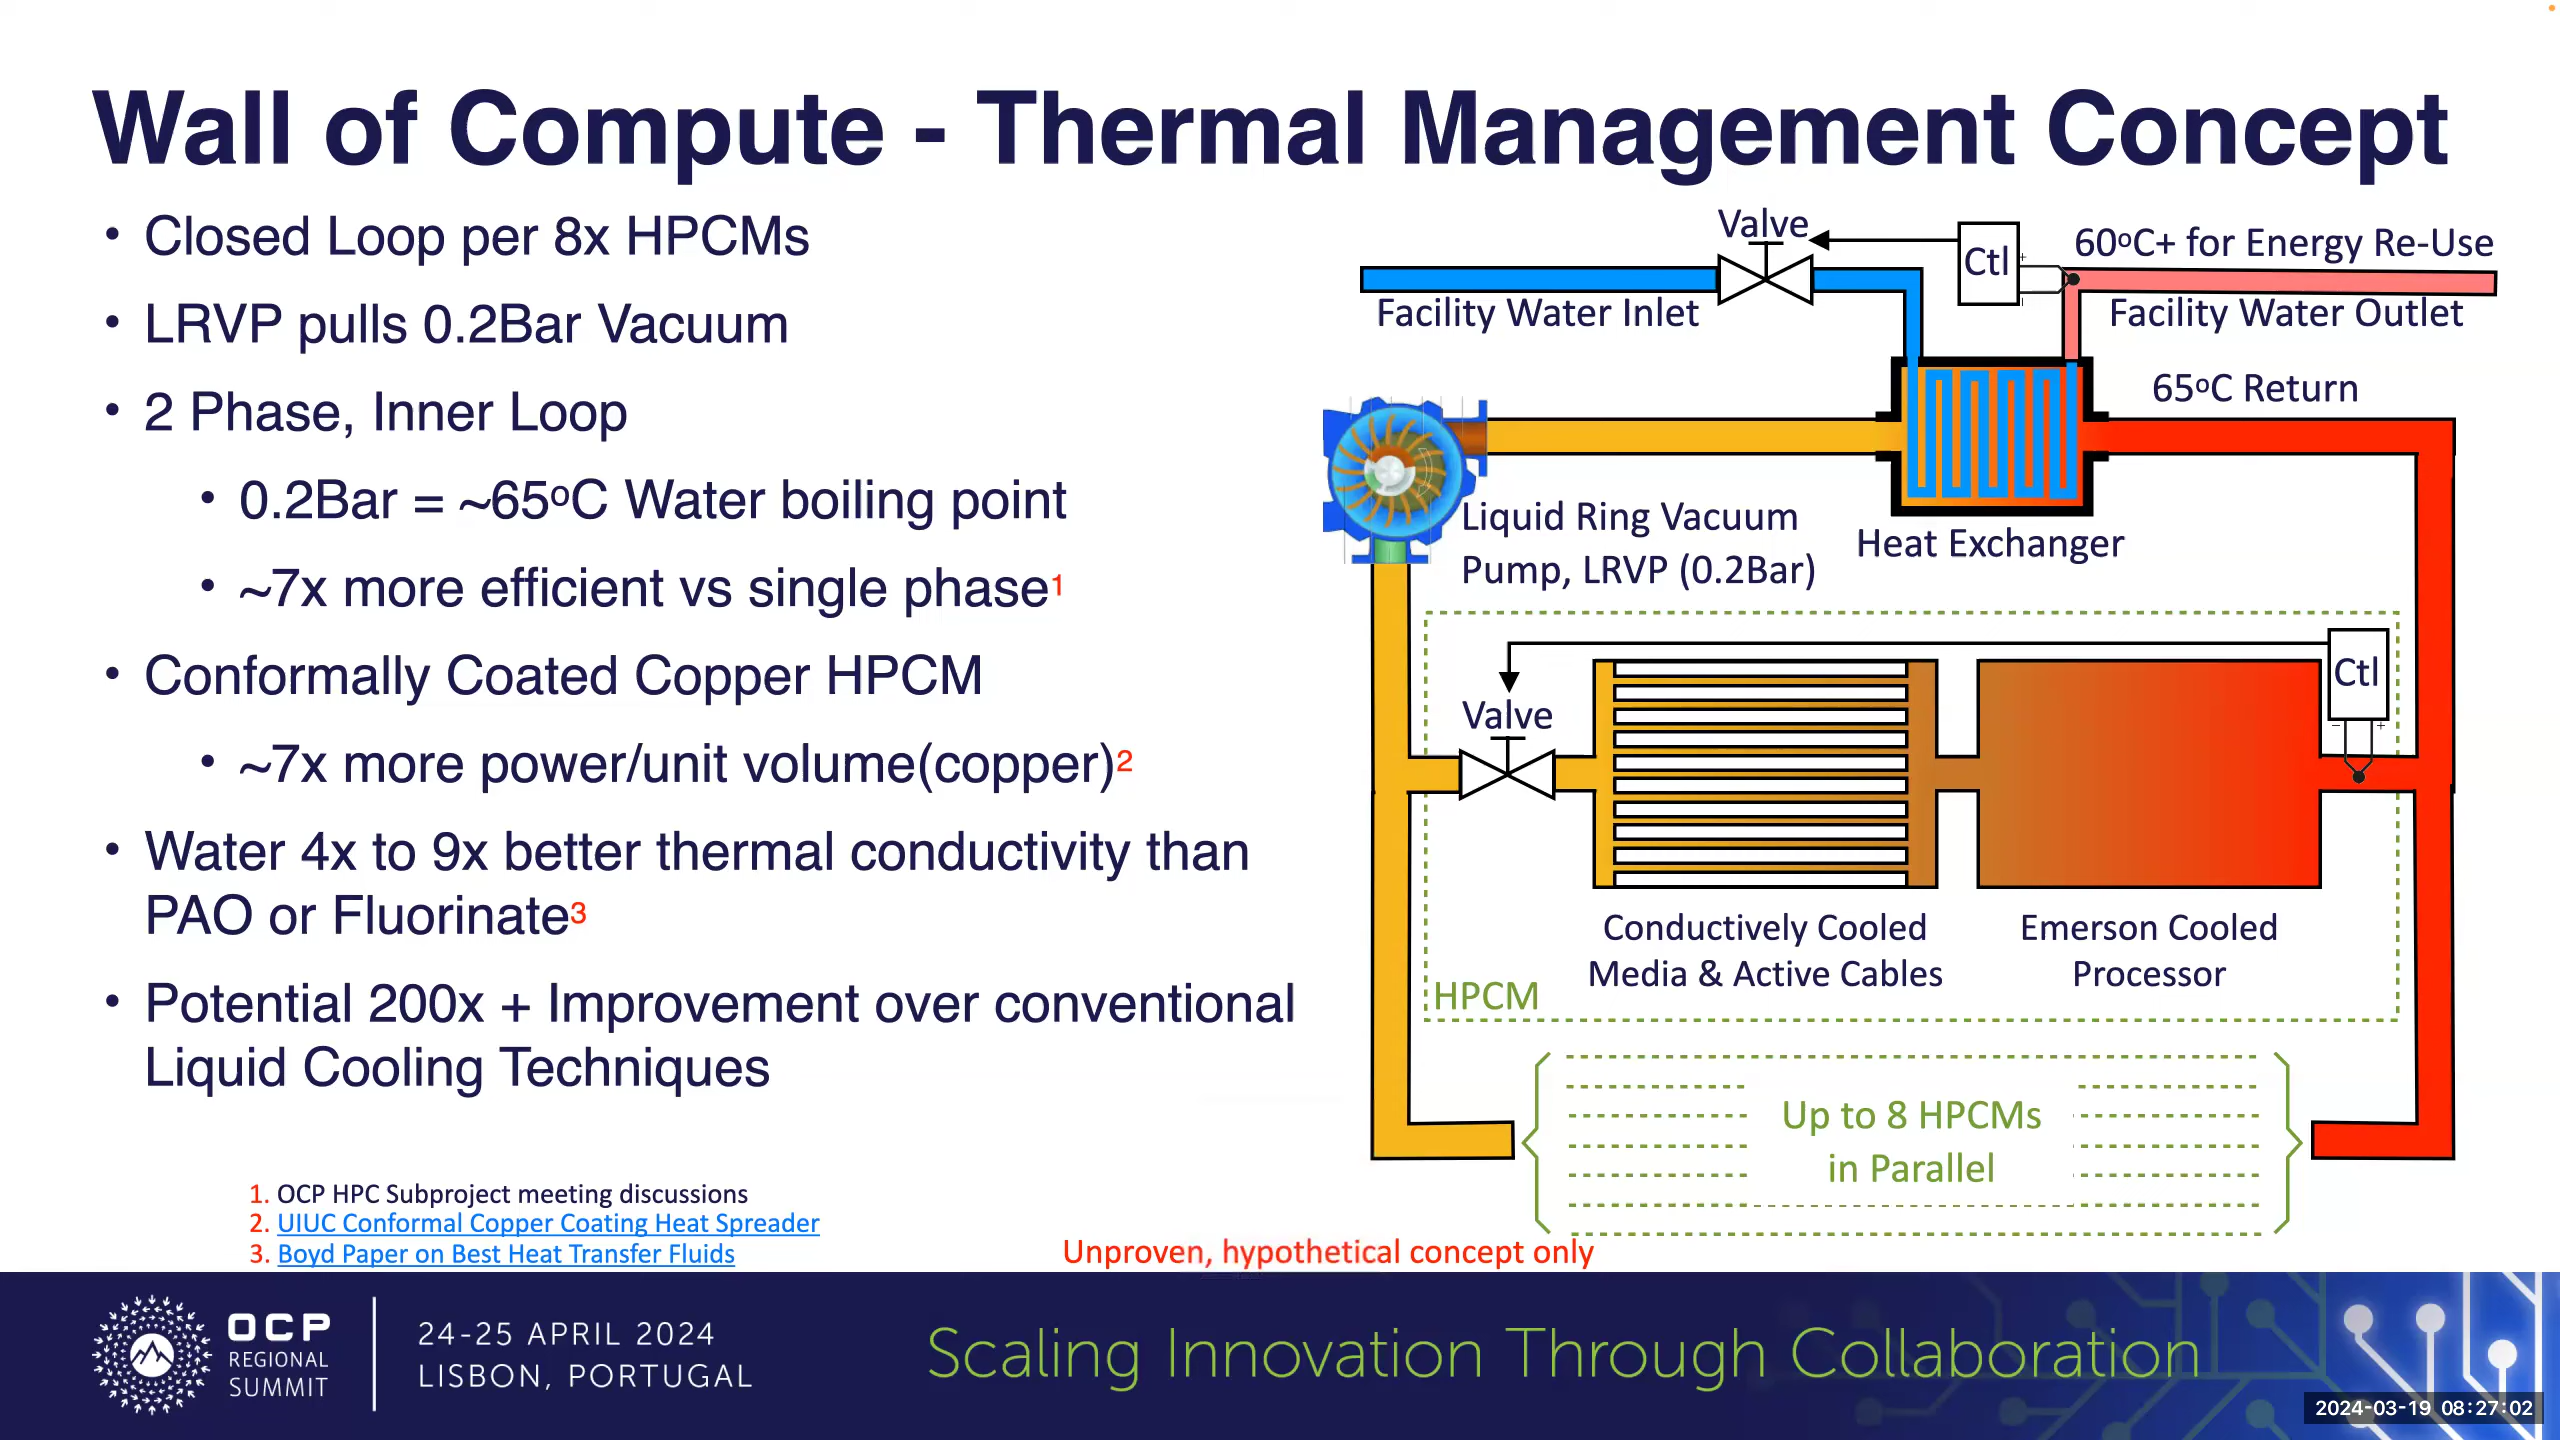 Wall of Compute - Thermal Management Concept
• Closed Loop per 8x HPCMs
• LRVP pulls 0.2Bar Vacuum
• 2 Phase, Inner Loop
• 0.2Bar = ~65ºC Water boiling point
• ~7x more efficient vs single phase1
• Conformally Coated Copper HPCM
• ~7x more power/unit volume(copper)2
• Water 4x to 9x better thermal conductivity than
PAO or Fluorinate3
• Potential 200x + Improvement over conventional
Liquid Cooling Techniques
1. OCP HPC Subproject meeting discussions
2. UIUC Conformal Copper Coating Heat Spreader
3. Boyd Paper on Best Heat Transfer Fluids
Valve
Ctl
+
60ºC+ for Energy Re-Use
Facility Water Inlet
Facility Water Outlet
65ºC Return
Liquid Ring Vacuum
Pump, LRVP (0.2Bar)
Heat Exchanger
Ctl
- +
Valve
Conductively Cooled
Media & Active Cables
Emerson Cooled
Processor
HPCM
Up to 8 HPCMs
in Parallel
Unproven, hypothetical concept only
OCP
REGIONAL
SUMMIT
24-25 APRIL 2024
LISBON, PORTUGAL
Scaling Innovation Through Collaboration
2024-03-19 08:27:02